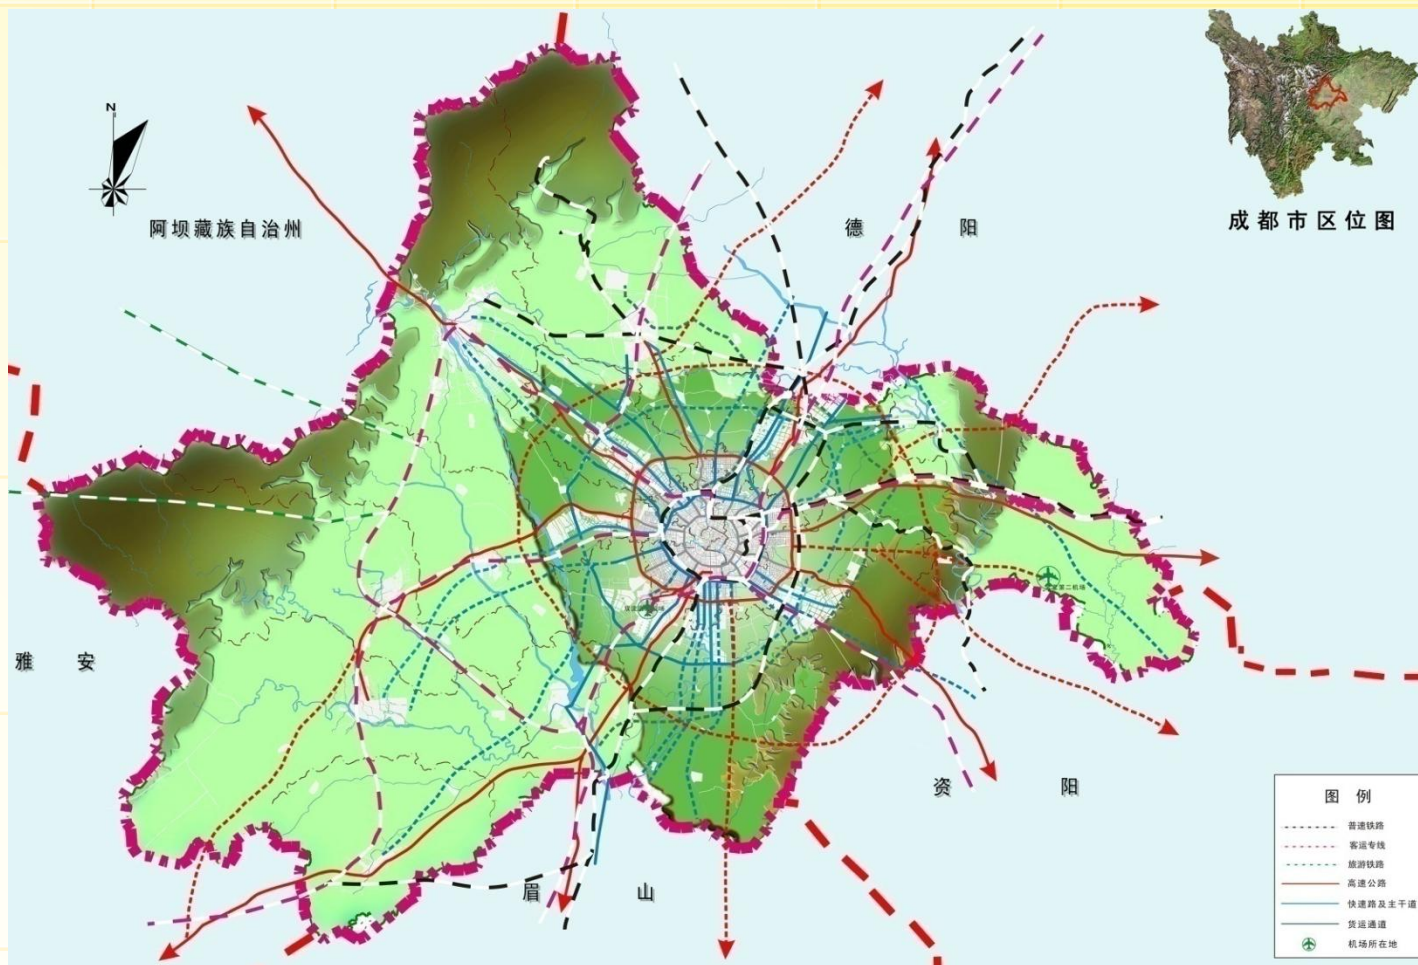 N
阿坝藏族自治州
德 阳
成都市区位图
雅 安
资 阳
眉 山
图 例
普速铁路
客运专线
旅游铁路
高速公路
快速路及主干道
货运通道
机场所在地